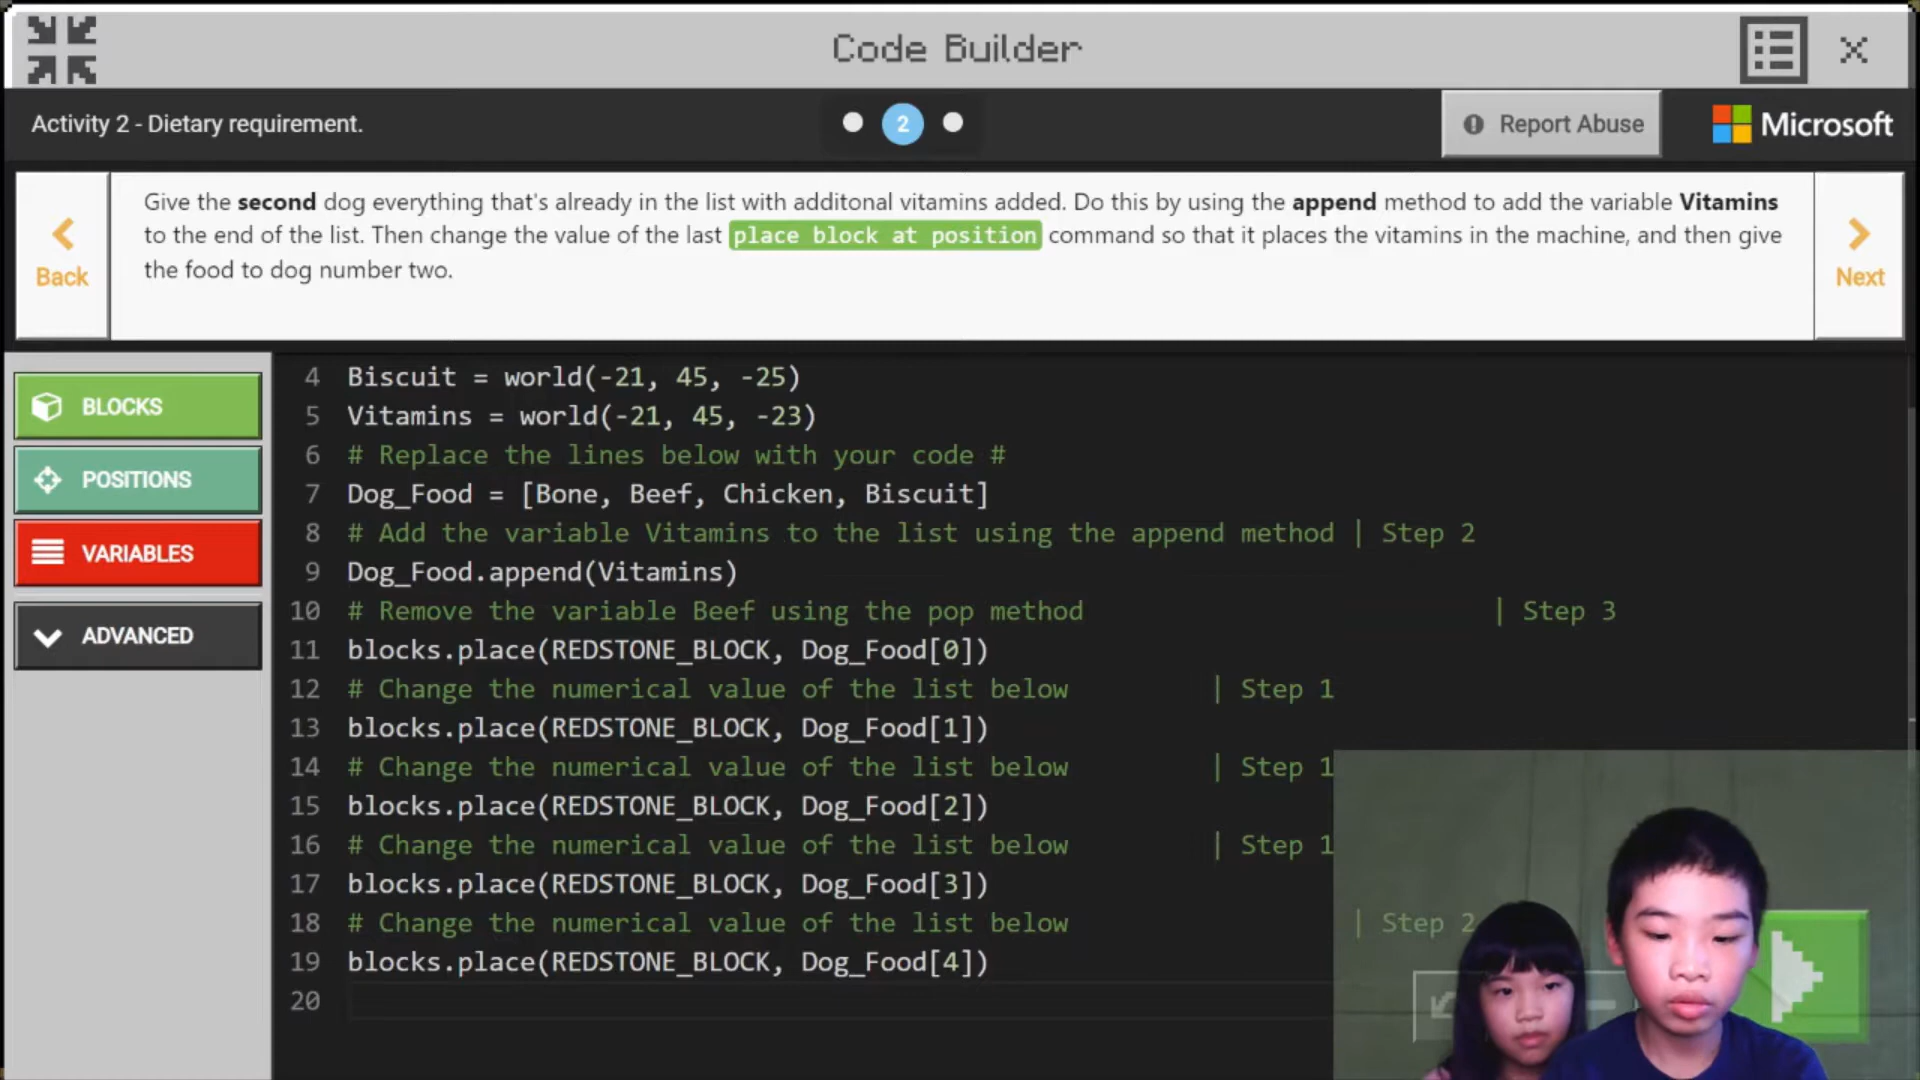 Code Builder
Activity 2 - Dietary requirement.
2
Report Abuse
Microsoft
Back
Give the second dog everything that's already in the list with additonal vitamins added. Do this by using the append method to add the variable Vitamins
to the end of the list. Then change the value of the last place block at position command so that it places the vitamins in the machine, and then give
the food to dog number two.
Next
BLOCKS
POSITIONS
VARIABLES
ADVANCED
4 Biscuit = world(-21, 45, -25)
5 Vitamins = world(-21, 45, -23)
6 # Replace the lines below with your code #
7 Dog_Food = [Bone, Beef, Chicken, Biscuit]
8 # Add the variable Vitamins to the list using the append method | Step 2
9 Dog_Food.append(Vitamins)
10 # Remove the variable Beef using the pop method | Step 3
11 blocks.place(REDSTONE_BLOCK, Dog_Food[0])
12 # Change the numerical value of the list below | Step 1
13 blocks.place(REDSTONE_BLOCK, Dog_Food[1])
14 # Change the numerical value of the list below | Step 1
15 blocks.place(REDSTONE_BLOCK, Dog_Food[2])
16 # Change the numerical value of the list below | Step 1
17 blocks.place(REDSTONE_BLOCK, Dog_Food[3])
18 # Change the numerical value of the list below | Step 2
19 blocks.place(REDSTONE_BLOCK, Dog_Food[4])
20